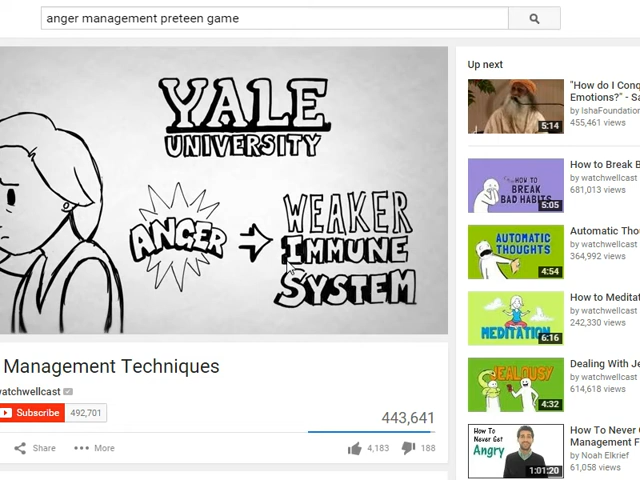 anger management preteen game
YALE
UNIVERSITY
ANGER
WEAKER
IMMUNE
SYSTEM
Management Techniques
watchwellcast
Subscribe 492,701
443,641
Share More 4,183 188
Up next
"How do I Conq
Emotions?" - Sa
by IshaFoundation
455,461 views
5:14
How to Break B
by watchwellcast
681,013 views
HOW TO
BREAK
BAD HABITS
5:05
Automatic Thou
by watchwellcast
364,992 views
AUTOMATIC
THOUGHTS
4:54
How to Meditat
by watchwellcast
242,330 views
MEDITATION
6:16
Dealing With Je
by watchwellcast
614,618 views
JEALOUSY
4:32
How To Never G
Management F
by Noah Elkrief
61,058 views
How To
Never Get
Angry
1:01:20